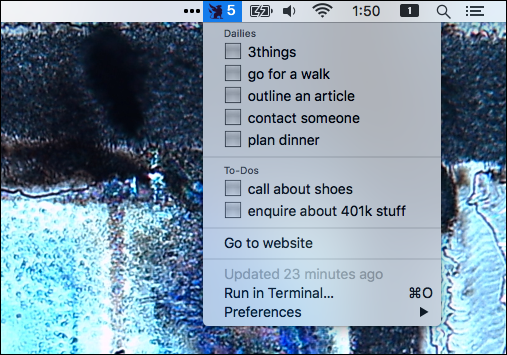 5 1:50 1
Dailies
3things
go for a walk
outline an article
contact someone
plan dinner
To-Dos
call about shoes
enquire about 401k stuff
Go to website
Updated 23 minutes ago
Run in Terminal... ⌘O
Preferences